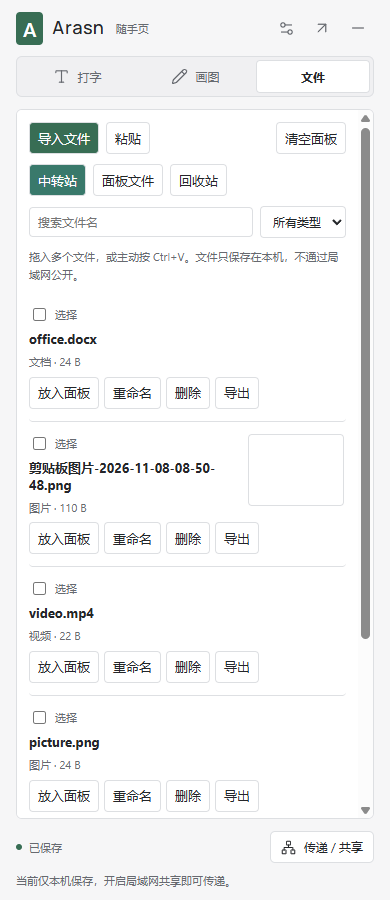 A Arasn 随手页
打字 画图 文件
导入文件 粘贴 清空面板
中转站 面板文件 回收站
搜索文件名 所有类型
拖入多个文件，或主动按 Ctrl+V。文件只保存在本机，不通过局
域网公开。
选择
office.docx
文档 · 24 B
放入面板 重命名 删除 导出
选择
剪贴板图片-2026-11-08-08-50-
48.png
图片 · 110 B
放入面板 重命名 删除 导出
选择
video.mp4
视频 · 22 B
放入面板 重命名 删除 导出
选择
picture.png
图片 · 24 B
放入面板 重命名 删除 导出
已保存 传递 / 共享
当前仅本机保存，开启局域网共享即可传递。